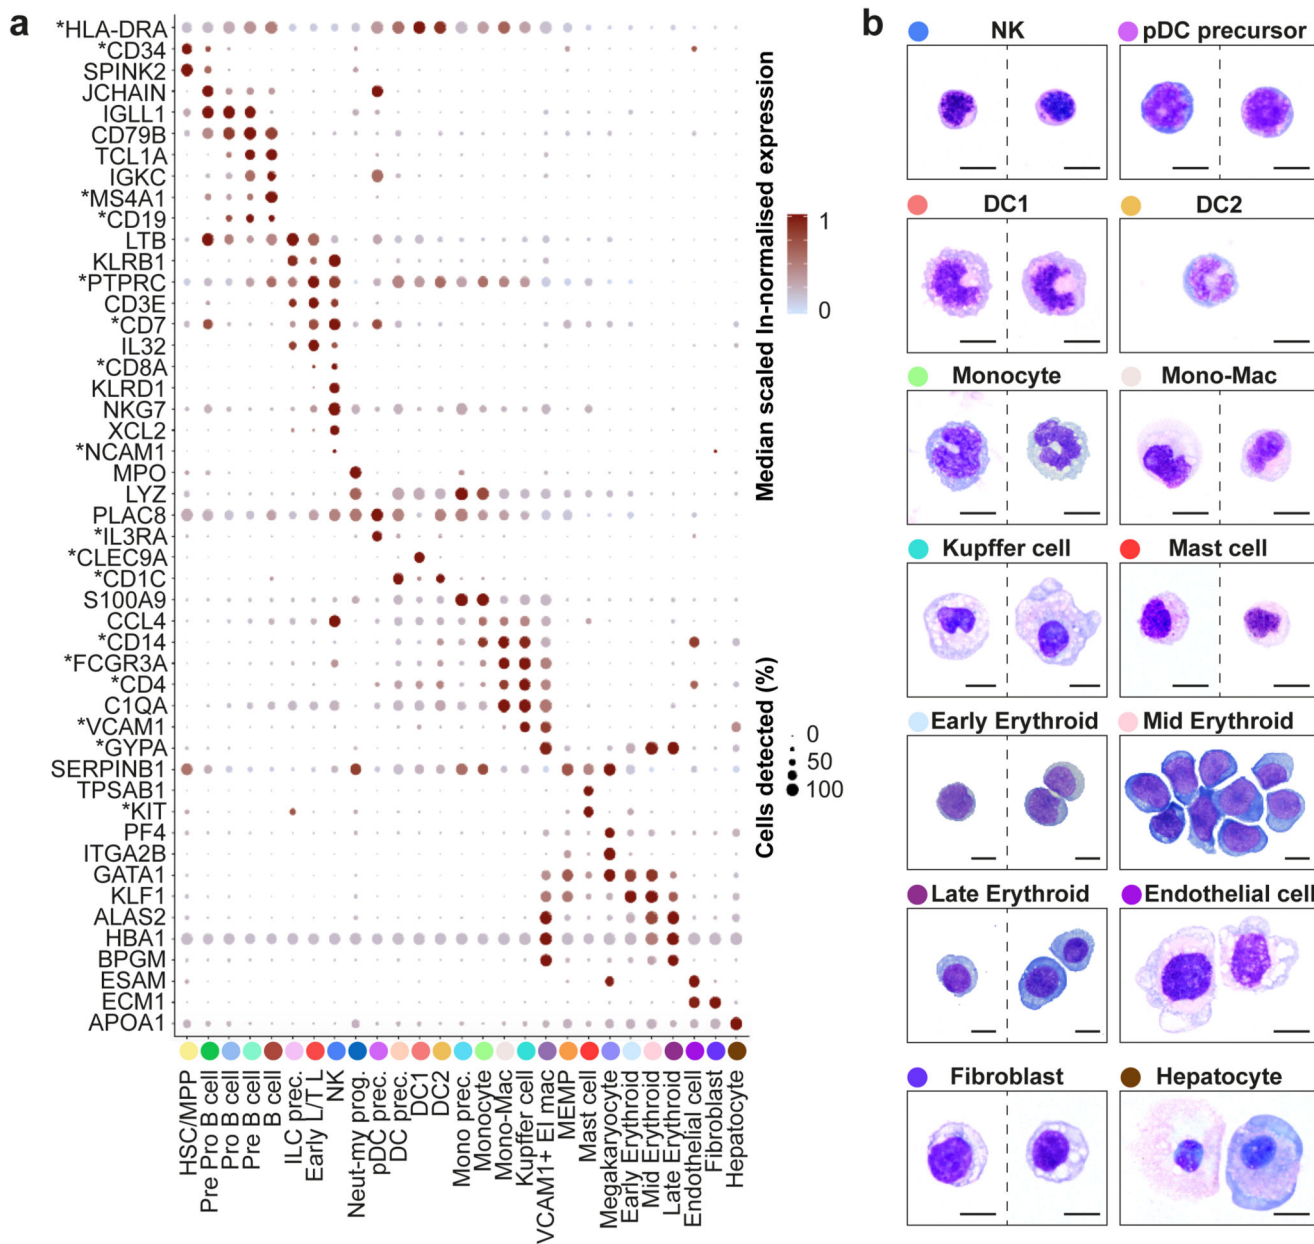 a
*HLA-DRA
*CD34
SPINK2
JCHAIN
IGLL1
CD79B
TCL1A
IGKC
*MS4A1
*CD19
LTB
KLRB1
*PTPRC
CD3E
*CD7
IL32
*CD8A
KLRD1
NKG7
XCL2
*NCAM1
MPO
LYZ
PLAC8
*IL3RA
*CLEC9A
*CD1C
S100A9
CCL4
*CD14
*FCGR3A
*CD4
C1QA
*VCAM1
*GYPA
SERPINB1
TPSAB1
*KIT
PF4
ITGA2B
GATA1
KLF1
ALAS2
HBA1
BPGM
ESAM
ECM1
APOA1
HSC/MPP
Pre Pro B cell
Pro B cell
Pre B cell
B cell
ILC prec.
Early L/T L
NK
Neut-my prog.
pDC prec.
DC prec.
DC1
DC2
Mono prec.
Monocyte
Mono-Mac
Kupffer cell
VCAM1+ EI mac
MEMP
Mast cell
Megakaryocyte
Early Erythroid
Mid Erythroid
Late Erythroid
Endothelial cell
Fibroblast
Hepatocyte
Median scaled ln-normalised expression
1
0
Cells detected (%)
0
50
100
b
NK
pDC precursor
DC1
DC2
Monocyte
Mono-Mac
Kupffer cell
Mast cell
Early Erythroid
Mid Erythroid
Late Erythroid
Endothelial cell
Fibroblast
Hepatocyte